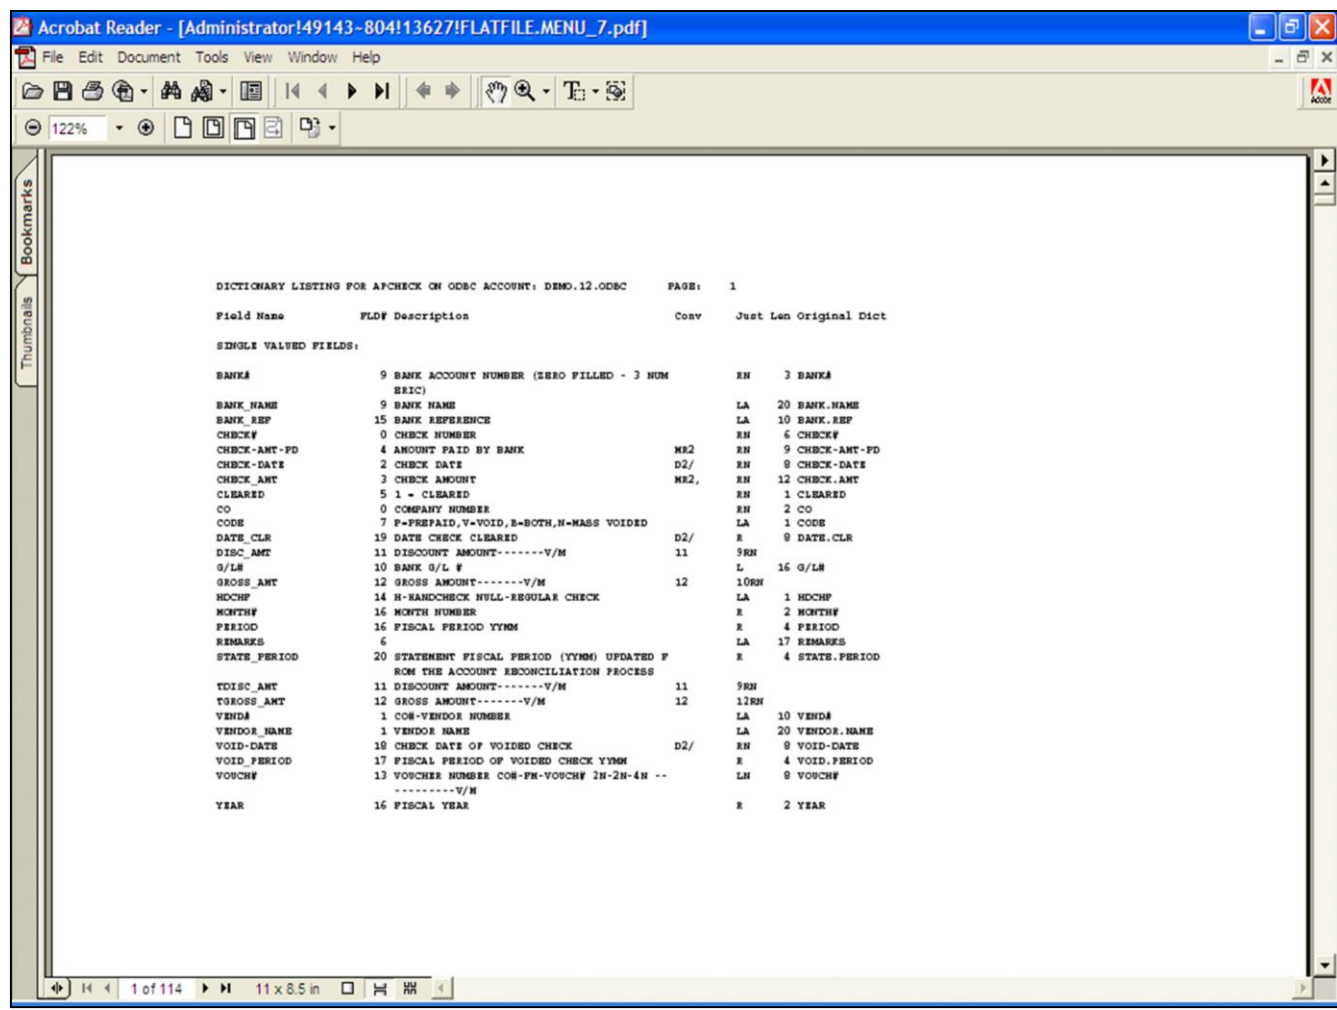 Acrobat Reader - [Administrator!49143~804!13627!FLATFILE.MENU_7.pdf]
File Edit Document Tools View Window Help
Adobe
122%
Bookmarks
Thumbnails
DICTIONARY LISTING FOR APCHECK ON ODBC ACCOUNT: DEMO.12.ODBC PAGE: 1
Field Name FLD# Description Conv Just Len Original Dict
SINGLE VALUED FIELDS:
BANK# 9 BANK ACCOUNT NUMBER (ZERO FILLED - 3 NUM RN 3 BANK#
ERIC)
BANK_NAME 9 BANK NAME LA 20 BANK.NAME
BANK_REF 15 BANK REFERENCE LA 10 BANK.REF
CHECK# 0 CHECK NUMBER RN 6 CHECK#
CHECK-AMT-PD 4 AMOUNT PAID BY BANK MR2 RN 9 CHECK-AMT-PD
CHECK-DATE 2 CHECK DATE D2/ RN 8 CHECK-DATE
CHECK_AMT 3 CHECK AMOUNT MR2, RN 12 CHECK.AMT
CLEARED 5 1 = CLEARED RN 1 CLEARED
CO 0 COMPANY NUMBER RN 2 CO
CODE 7 P=PREPAID,V=VOID,B=BOTH,N=MASS VOIDED LA 1 CODE
DATE_CLR 19 DATE CHECK CLEARED D2/ R 8 DATE.CLR
DISC_AMT 11 DISCOUNT AMOUNT-------V/M 11 9RN
G/L# 10 BANK G/L # L 16 G/L#
GROSS_AMT 12 GROSS AMOUNT-------V/M 12 10RN
HDCHF 14 H-HANDCHECK NULL-REGULAR CHECK LA 1 HDCHF
MONTH# 16 MONTH NUMBER R 2 MONTH#
PERIOD 16 FISCAL PERIOD YYMM R 4 PERIOD
REMARKS 6 LA 17 REMARKS
STATE_PERIOD 20 STATEMENT FISCAL PERIOD (YYMM) UPDATED F R 4 STATE.PERIOD
ROM THE ACCOUNT RECONCILIATION PROCESS
TDISC_AMT 11 DISCOUNT AMOUNT-------V/M 11 9RN
TGROSS_AMT 12 GROSS AMOUNT-------V/M 12 12RN
VEND# 1 CO#-VENDOR NUMBER LA 10 VEND#
VENDOR_NAME 1 VENDOR NAME LA 20 VENDOR.NAME
VOID-DATE 18 CHECK DATE OF VOIDED CHECK D2/ RN 8 VOID-DATE
VOID_PERIOD 17 FISCAL PERIOD OF VOIDED CHECK YYMM R 4 VOID.PERIOD
VOUCH# 13 VOUCHER NUMBER CO#-FM-VOUCH# 2N-2N-4N -- LN 8 VOUCH#
---------V/M
YEAR 16 FISCAL YEAR R 2 YEAR
1 of 114 11 x 8.5 in